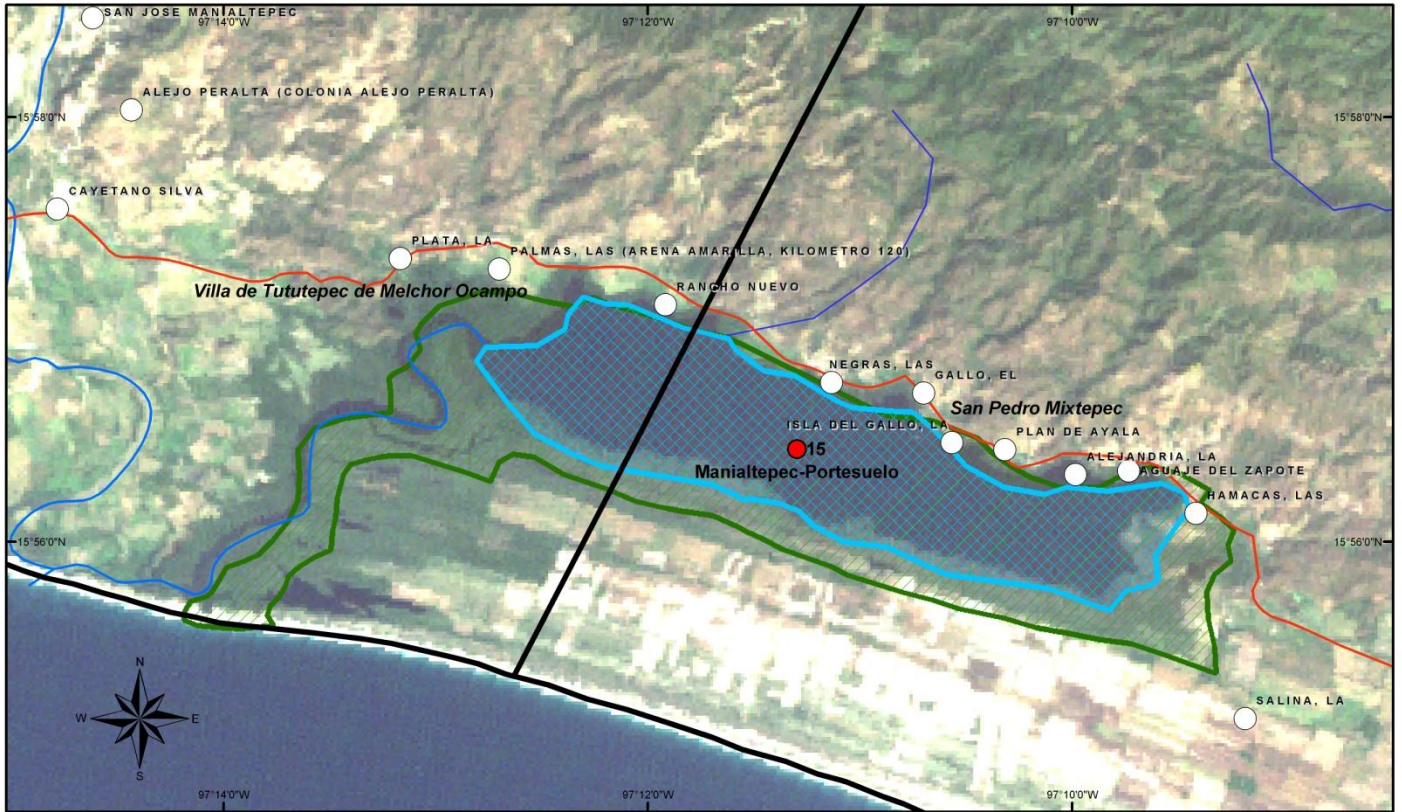 97°14'0"W
97°12'0"W
97°10'0"W
SAN JOSE MANIALTEPEC
ALEJO PERALTA (COLONIA ALEJO PERALTA)
15°58'0"N
15°58'0"N
CAYETANO SILVA
PLATA, LA
PALMAS, LAS (ARENA AMARILLA, KILOMETRO 120)
Villa de Tututepec de Melchor Ocampo
RANCHO NUEVO
NEGRAS, LAS
GALLO, EL
San Pedro Mixtepec
ISLA DEL GALLO, LA
PLAN DE AYALA
15
Manialtepec-Portesuelo
ALEJANDRIA, LA
AGUAJE DEL ZAPOTE
HAMACAS, LAS
15°56'0"N
15°56'0"N
N
W
E
S
SALINA, LA
97°14'0"W
97°12'0"W
97°10'0"W